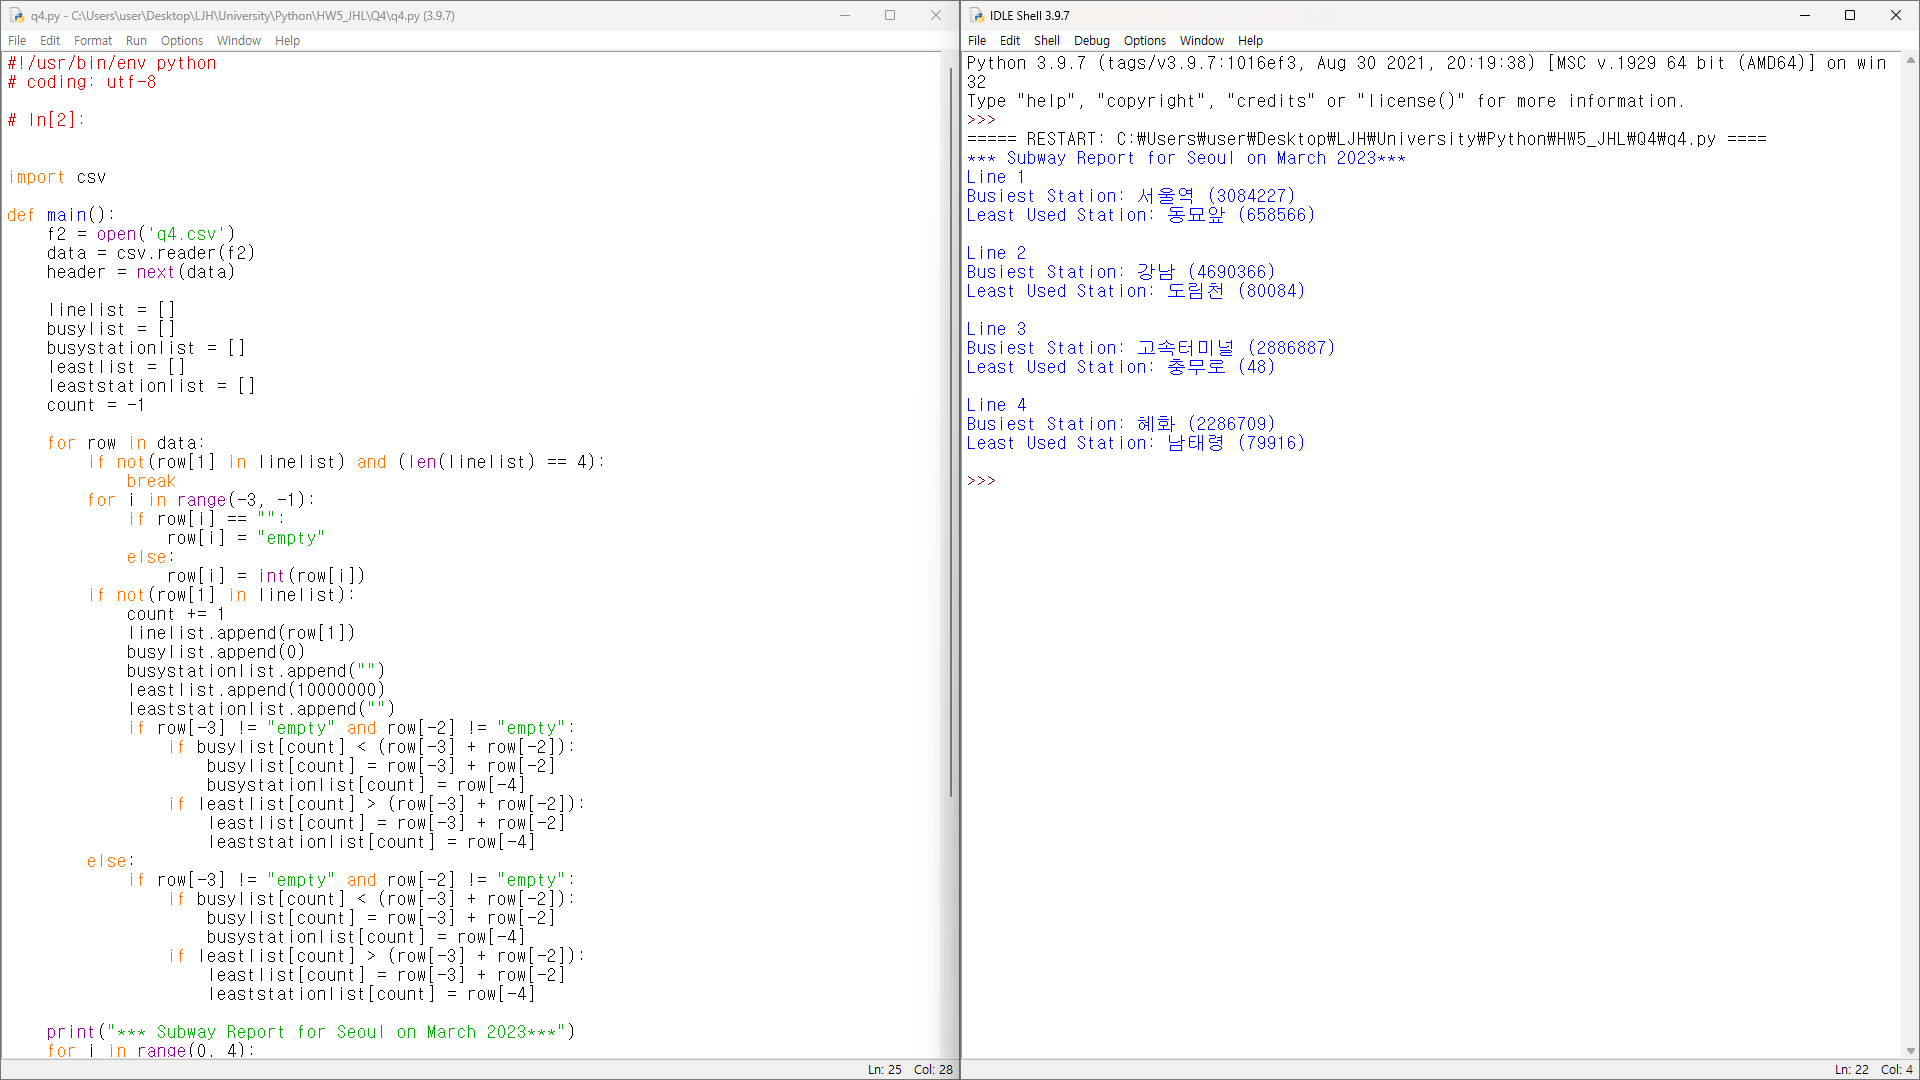 q4.py - C:\Users\user\Desktop\LJH\University\Python\HW5_JHL\Q4\q4.py (3.9.7)
File Edit Format Run Options Window Help
#!/usr/bin/env python
# coding: utf-8
# In[2]:
import csv
def main():
    f2 = open('q4.csv')
    data = csv.reader(f2)
    header = next(data)
    linelist = []
    busylist = []
    busystationlist = []
    leastlist = []
    leaststationlist = []
    count = -1
    for row in data:
        if not(row[1] in linelist) and (len(linelist) == 4):
            break
        for i in range(-3, -1):
            if row[i] == "":
                row[i] = "empty"
            else:
                row[i] = int(row[i])
        if not(row[1] in linelist):
            count += 1
            linelist.append(row[1])
            busylist.append(0)
            busystationlist.append("")
            leastlist.append(10000000)
            leaststationlist.append("")
            if row[-3] != "empty" and row[-2] != "empty":
                if busylist[count] < (row[-3] + row[-2]):
                    busylist[count] = row[-3] + row[-2]
                    busystationlist[count] = row[-4]
                if leastlist[count] > (row[-3] + row[-2]):
                    leastlist[count] = row[-3] + row[-2]
                    leaststationlist[count] = row[-4]
        else:
            if row[-3] != "empty" and row[-2] != "empty":
                if busylist[count] < (row[-3] + row[-2]):
                    busylist[count] = row[-3] + row[-2]
                    busystationlist[count] = row[-4]
                if leastlist[count] > (row[-3] + row[-2]):
                    leastlist[count] = row[-3] + row[-2]
                    leaststationlist[count] = row[-4]
    print("*** Subway Report for Seoul on March 2023***")
    for i in range(0, 4):
Ln: 25 Col: 28
IDLE Shell 3.9.7
File Edit Shell Debug Options Window Help
Python 3.9.7 (tags/v3.9.7:1016ef3, Aug 30 2021, 20:19:38) [MSC v.1929 64 bit (AMD64)] on win
32
Type "help", "copyright", "credits" or "license()" for more information.
>>>
===== RESTART: C:₩Users₩user₩Desktop₩LJH₩University₩Python₩HW5_JHL₩Q4₩q4.py ====
*** Subway Report for Seoul on March 2023***
Line 1
Busiest Station: 서울역 (3084227)
Least Used Station: 동묘앞 (658566)
Line 2
Busiest Station: 강남 (4690366)
Least Used Station: 도림천 (80084)
Line 3
Busiest Station: 고속터미널 (2886887)
Least Used Station: 충무로 (48)
Line 4
Busiest Station: 혜화 (2286709)
Least Used Station: 남태령 (79916)
>>>
Ln: 22 Col: 4